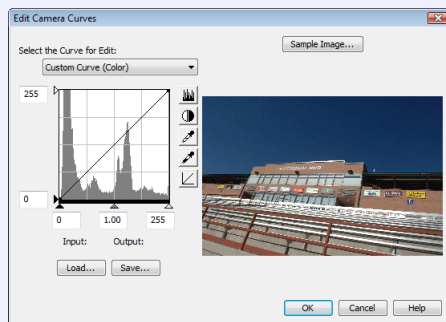 Edit Camera Curves
Sample Image...
Select the Curve for Edit:
Custom Curve (Color)
255
0
0 1.00 255
Input: Output:
Load... Save...
OK Cancel Help